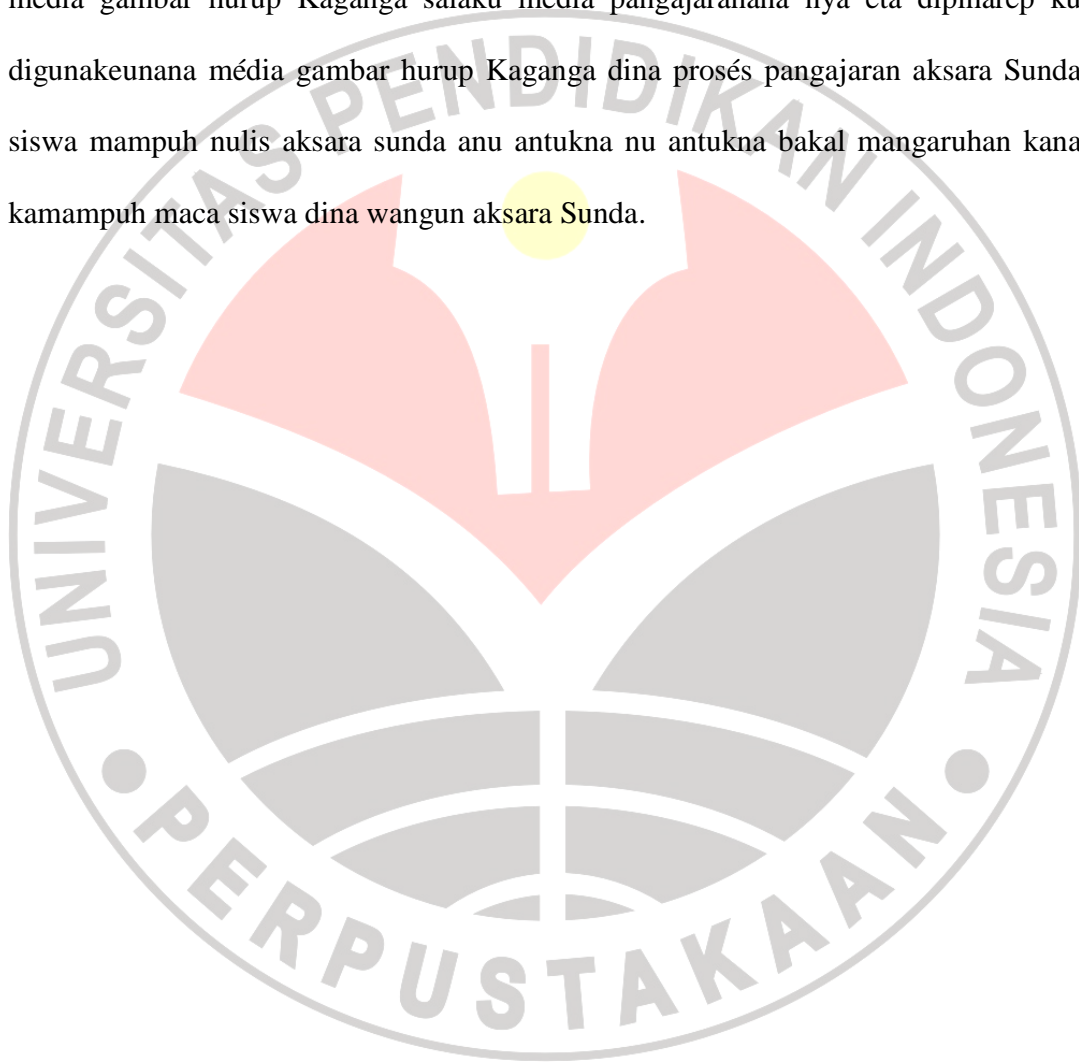 média gambar hurup Kaganga salaku média pangajaranana nya éta dipiharep ku
digunakeunana média gambar hurup Kaganga dina prosés pangajaran aksara Sunda
siswa mampuh nulis aksara sunda anu antukna nu antukna bakal mangaruhan kana
kamampuh maca siswa dina wangun aksara Sunda.
UNIVERSITAS PENDIDIKAN INDONESIA
PERPUSTAKAAN